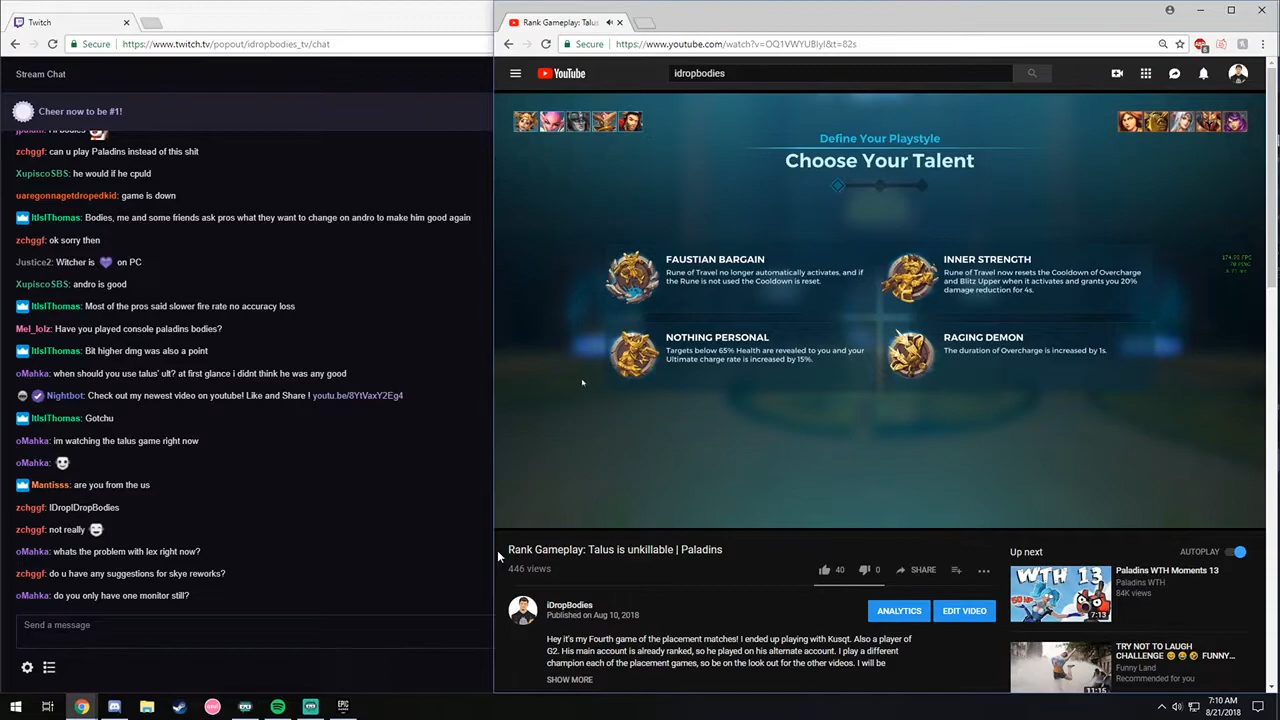 Twitch
Secure
https://www.twitch.tv/popout/idropbodies_tv/chat
Stream Chat
Cheer now to be #1!
zchggf: can u play Paladins instead of this shit
XupiscoSBS: he would if he cpuld
uaregonnagetdropedkid: game is down
ItIsIThomas: Bodies, me and some friends ask pros what they want to change on andro to make him good again
zchggf: ok sorry then
Justice2: Witcher is on PC
XupiscoSBS: andro is good
ItIsIThomas: Most of the pros said slower fire rate no accuracy loss
Mel_lolz: Have you played console paladins bodies?
ItIsIThomas: Bit higher dmg was also a point
oMahka: when should you use talus' ult? at first glance i didnt think he was any good
Nightbot: Check out my newest video on youtube! Like and Share ! youtu.be/8YtVaxY2Eg4
ItIsIThomas: Gotchu
oMahka: im watching the talus game right now
oMahka:
Mantisss: are you from the us
zchggf: IDropIDropBodies
zchggf: not really
oMahka: whats the problem with lex right now?
zchggf: do u have any suggestions for skye reworks?
oMahka: do you only have one monitor still?
Send a message
Rank Gameplay: Talus
Secure
https://www.youtube.com/watch?v=OQ1VWYUBlyI&t=82s
YouTube
idropbodies
Define Your Playstyle
Choose Your Talent
FAUSTIAN BARGAIN
Rune of Travel no longer automatically activates, and if
the Rune is not used the Cooldown is reset.
INNER STRENGTH
Rune of Travel now resets the Cooldown of Overcharge
and Blitz Upper when it activates and grants you 20%
damage reduction for 4s.
NOTHING PERSONAL
Targets below 65% Health are revealed to you and your
Ultimate charge rate is increased by 15%.
RAGING DEMON
The duration of Overcharge is increased by 1s.
Rank Gameplay: Talus is unkillable | Paladins
446 views
40
0
SHARE
iDropBodies
Published on Aug 10, 2018
ANALYTICS
EDIT VIDEO
Hey it's my Fourth game of the placement matches! I ended up playing with Kusqt. Also a player of
G2. His main account is already ranked, so he played on his alternate account. I play a different
champion each of the placement games, so be on the look out for the other videos. I will be
SHOW MORE
Up next
AUTOPLAY
Paladins WTH Moments 13
Paladins WTH
84K views
WTH 13
7:13
TRY NOT TO LAUGH
CHALLENGE FUNNY...
Funny Land
Recommended for you
11:15
7:10 AM
8/21/2018